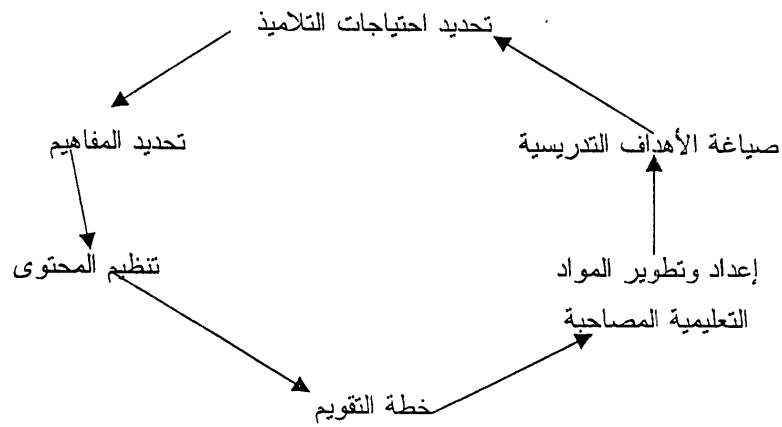 تحديد احتياجات التلاميذ
صياغة الأهداف التدريسية
تحديد المفاهيم
إعداد وتطوير المواد
التعليمية المصاحبة
تنظيم المحتوى
خطة التقويم